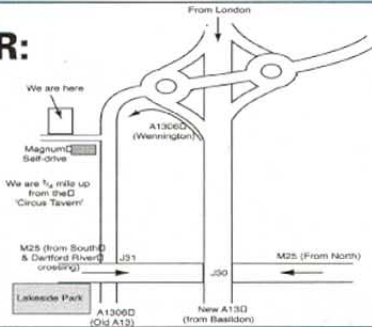 From London
R:
We are here
A1306
(Wennington)
Magnum
Self-drive
We are ¾ mile up
from the
'Circus Tavern'
M25 (from South
& Dartford River
crossing)
J31
M25 (From North)
J30
Lakeside Park
A1306
(Old A13)
New A13
(from Basildon)